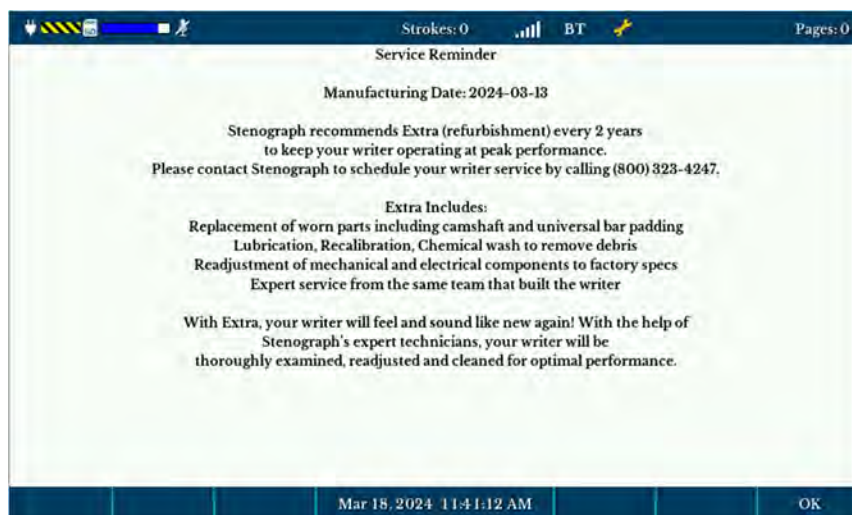 Strokes: 0 BT Pages: 0
Service Reminder
Manufacturing Date: 2024-03-13
Stenograph recommends Extra (refurbishment) every 2 years
to keep your writer operating at peak performance.
Please contact Stenograph to schedule your writer service by calling (800) 323-4247.
Extra Includes:
Replacement of worn parts including camshaft and universal bar padding
Lubrication, Recalibration, Chemical wash to remove debris
Readjustment of mechanical and electrical components to factory specs
Expert service from the same team that built the writer
With Extra, your writer will feel and sound like new again! With the help of
Stenograph's expert technicians, your writer will be
thoroughly examined, readjusted and cleaned for optimal performance.
Mar 18, 2024 11:41:12 AM OK